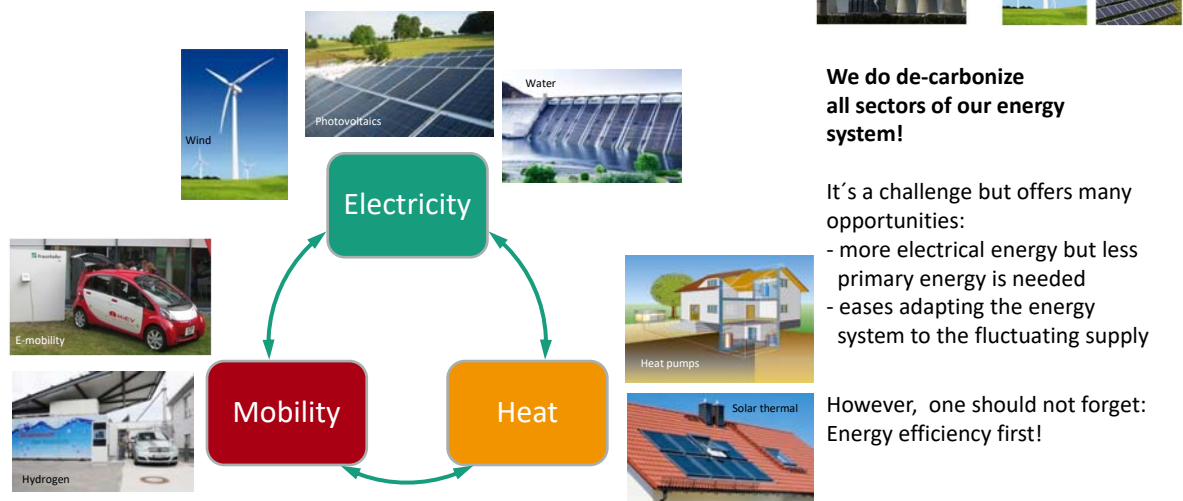 Wind
Photovoltaics
Water
Electricity
Fraunhofer
E-mobility
Mobility
Heat
Heat pumps
Hydrogen
Solar thermal
We do de-carbonize
all sectors of our energy
system!
It´s a challenge but offers many
opportunities:
- more electrical energy but less
primary energy is needed
- eases adapting the energy
system to the fluctuating supply
However, one should not forget:
Energy efficiency first!